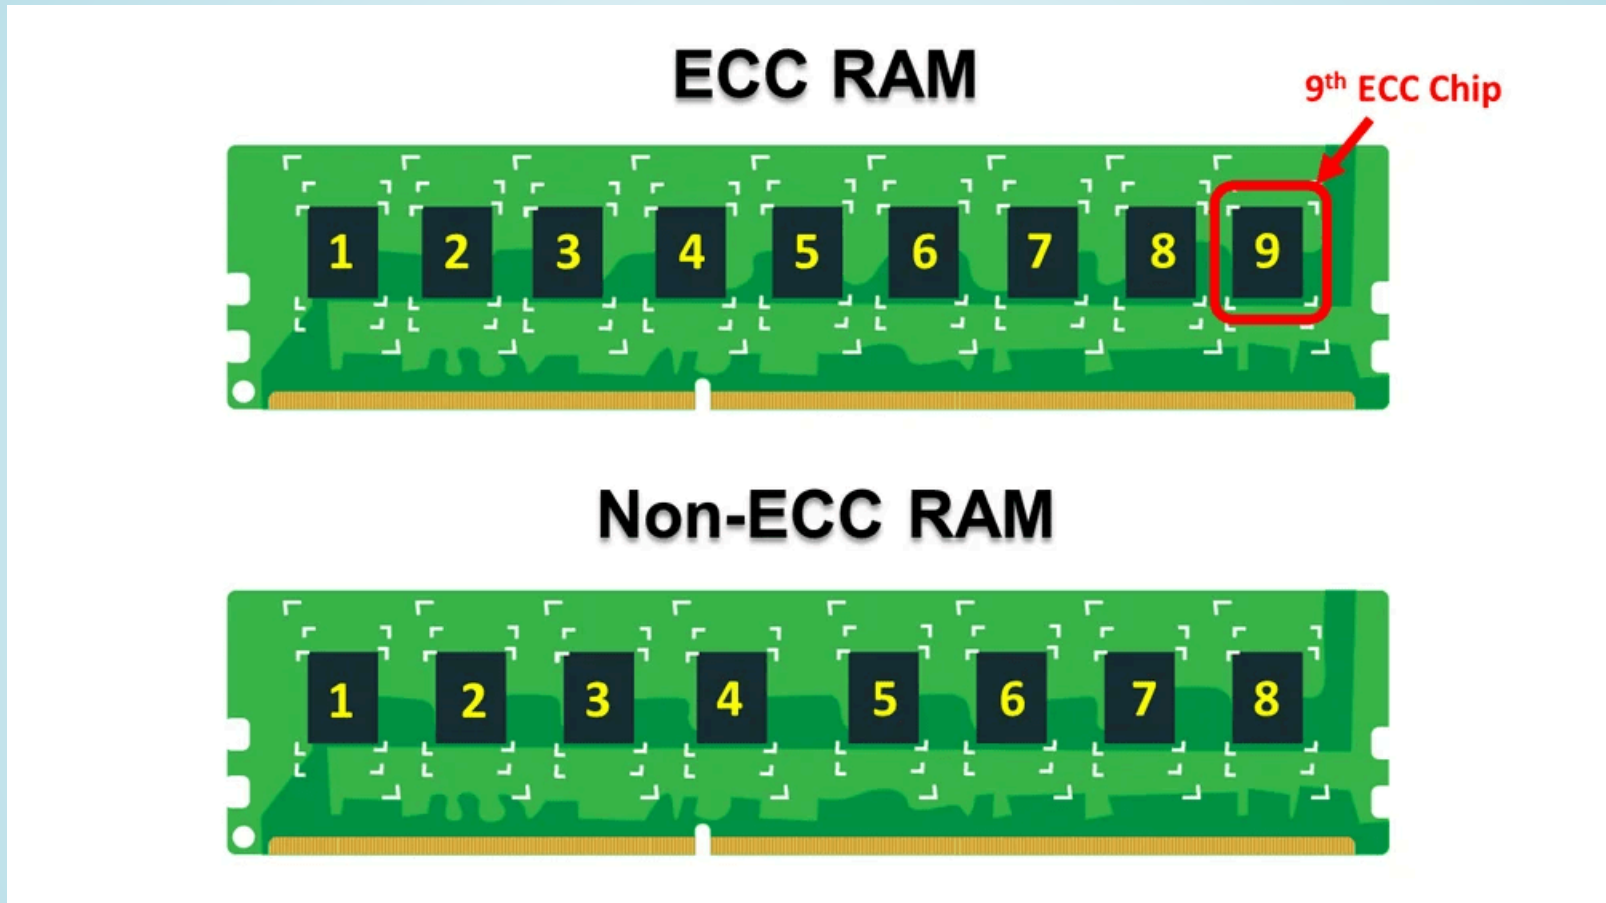 ECC RAM
9th ECC Chip
1 2 3 4 5 6 7 8 9
Non-ECC RAM
1 2 3 4 5 6 7 8